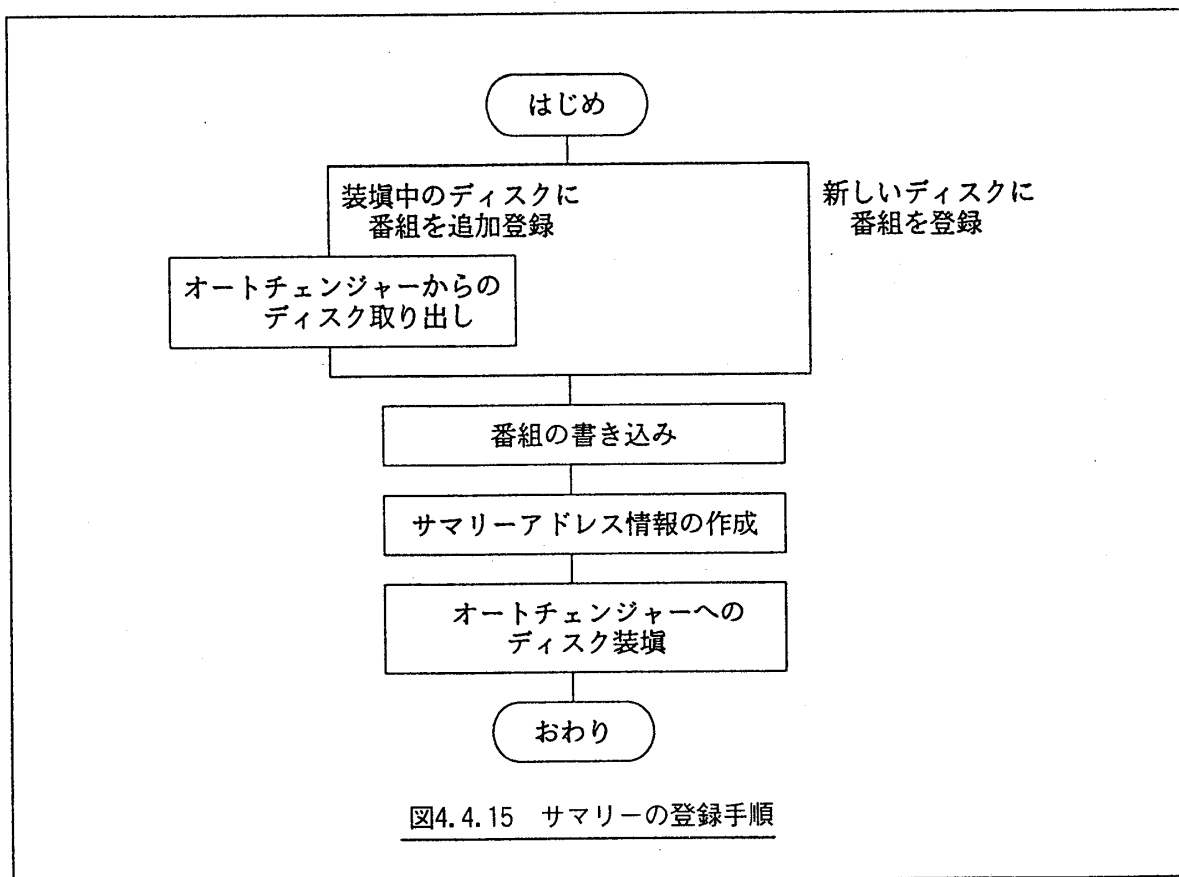 はじめ
装塡中のディスクに
番組を追加登録
新しいディスクに
番組を登録
オートチェンジャーからの
ディスク取り出し
番組の書き込み
サマリーアドレス情報の作成
オートチェンジャーへの
ディスク装塡
おわり
図4.4.15 サマリーの登録手順